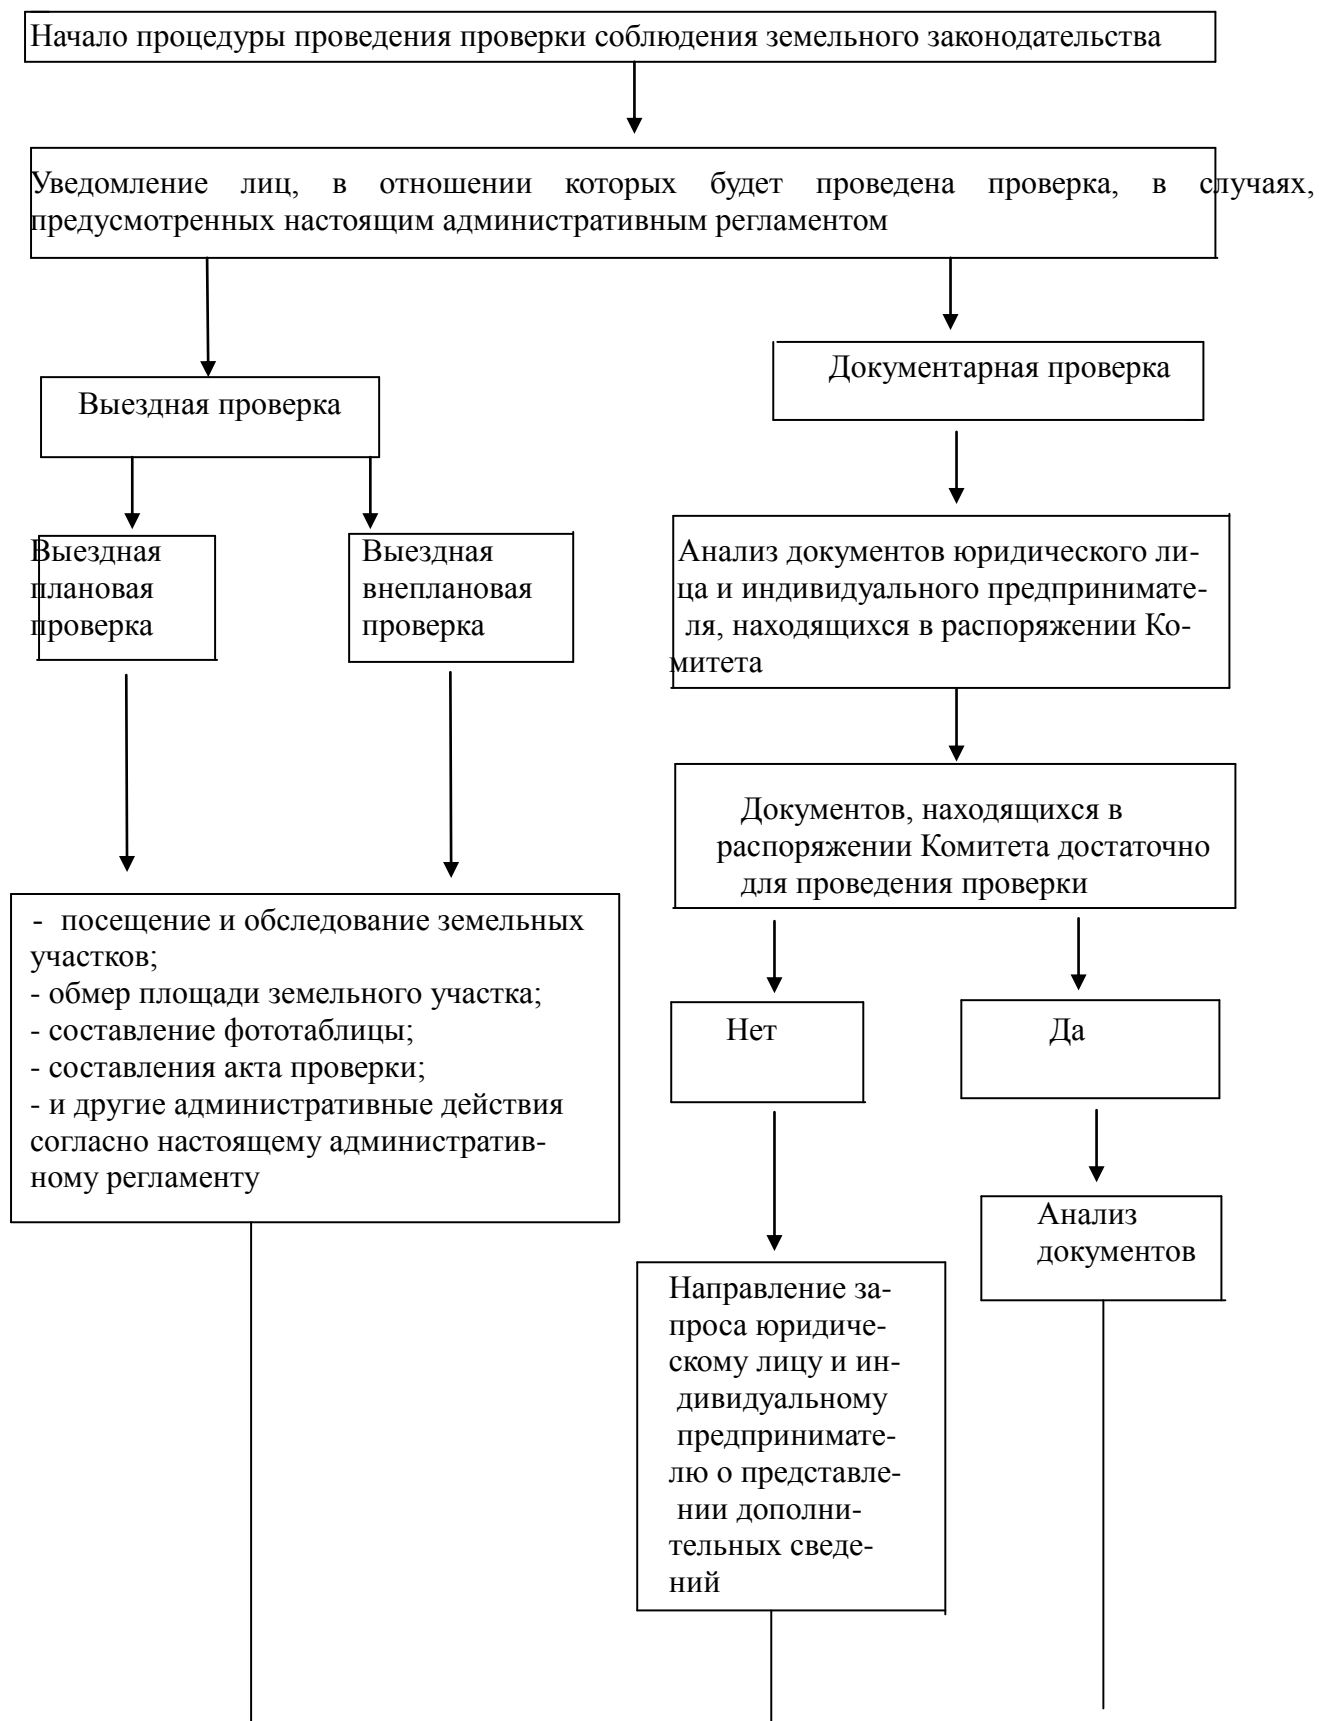 Начало процедуры проведения проверки соблюдения земельного законодательства
Уведомление лиц, в отношении которых будет проведена проверка, в случаях,
предусмотренных настоящим административным регламентом
Документарная проверка
Выездная проверка
Выездная
плановая
проверка
Выездная
внеплановая
проверка
Анализ документов юридического ли-
ца и индивидуального предпринимате-
ля, находящихся в распоряжении Ко-
митета
Документов, находящихся в
распоряжении Комитета достаточно
для проведения проверки
- посещение и обследование земельных
участков;
- обмер площади земельного участка;
- составление фототаблицы;
- составления акта проверки;
- и другие административные действия
согласно настоящему административ-
ному регламенту
Нет
Да
Анализ
документов
Направление за-
проса юридиче-
скому лицу и ин-
дивидуальному
предпринимате-
лю о представле-
нии дополни-
тельных сведе-
ний